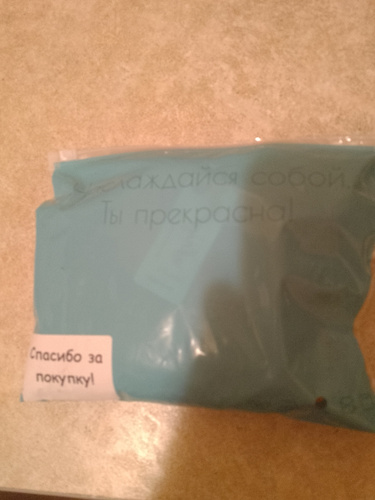 собой.
Ты прекрасна!
Спасибо за
покупку!